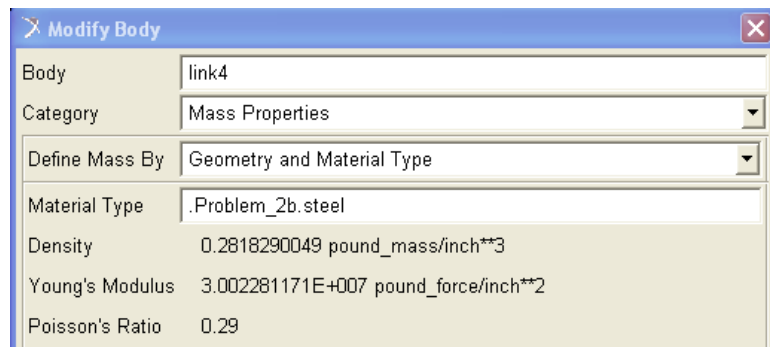 Modify Body
Body link4
Category Mass Properties
Define Mass By Geometry and Material Type
Material Type .Problem_2b.steel
Density 0.2818290049 pound_mass/inch**3
Young's Modulus 3.002281171E+007 pound_force/inch**2
Poisson's Ratio 0.29